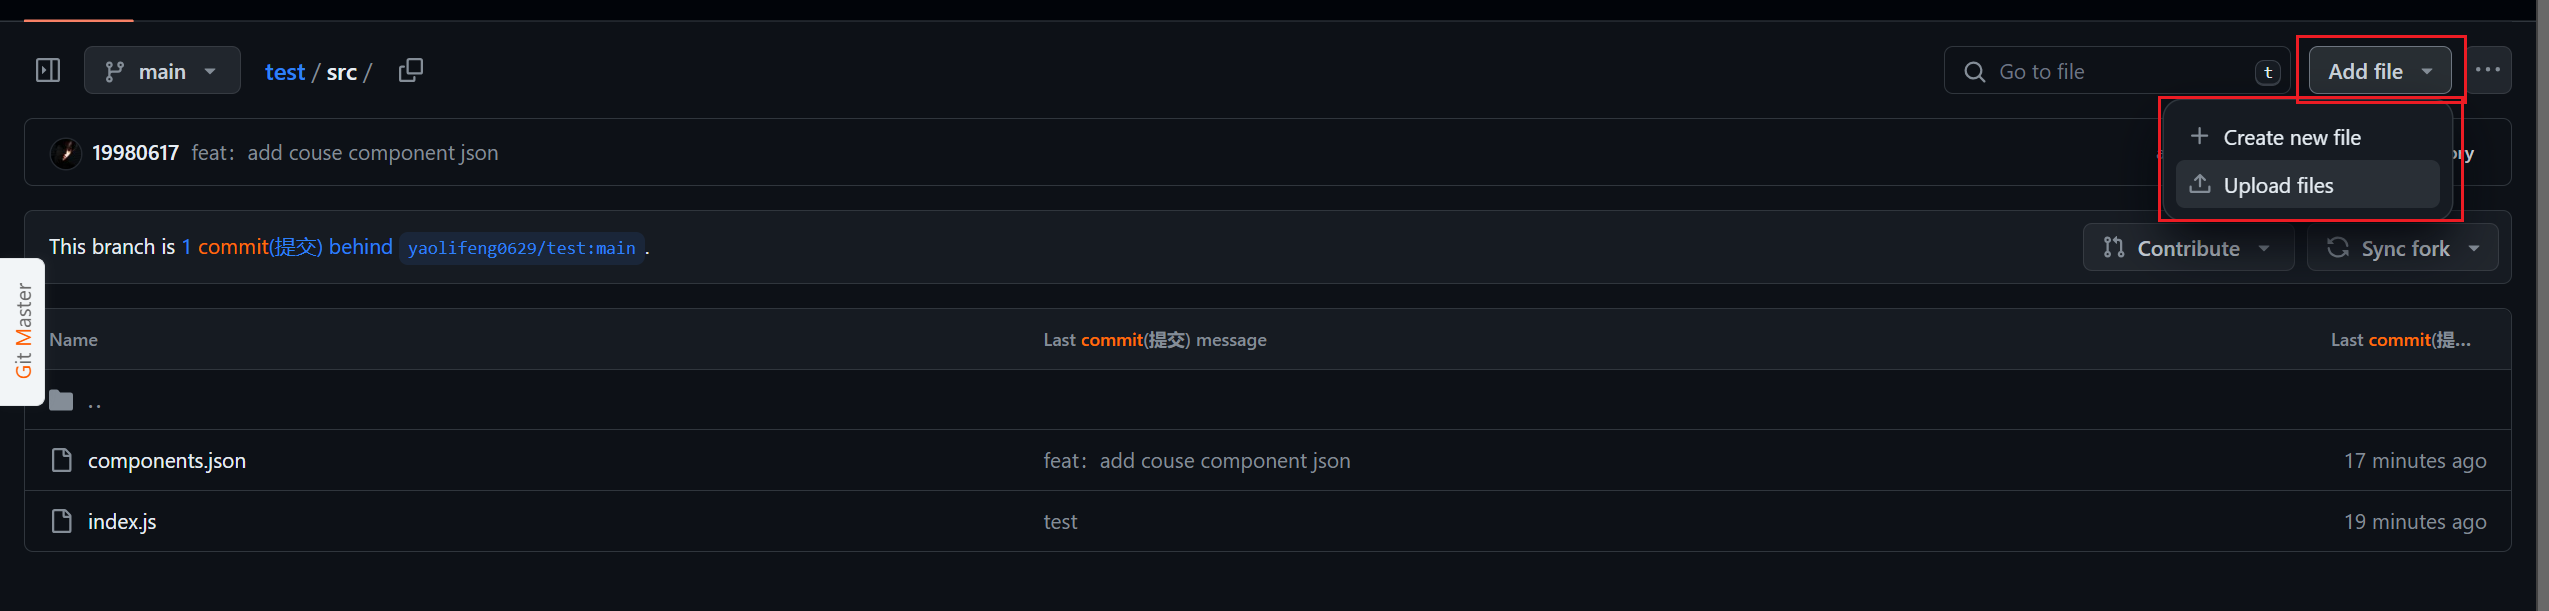 main
test / src /
Go to file
t
Add file
Create new file
Upload files
19980617 feat： add couse component json
This branch is 1 commit(提交) behind yaolifeng0629/test:main .
Contribute
Sync fork
Git Master
Name
Last commit(提交) message
Last commit(提...
..
components.json
feat： add couse component json
17 minutes ago
index.js
test
19 minutes ago